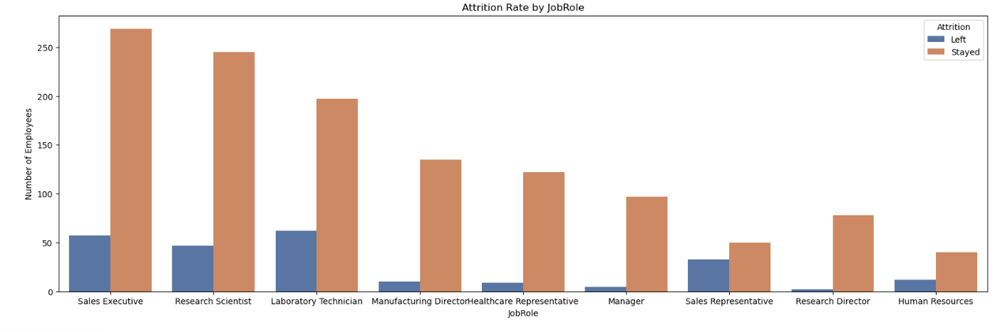 Attrition Rate by JobRole
Attrition
Left
Stayed
Number of Employees
250
200
150
100
50
0
Sales Executive
Research Scientist
Laboratory Technician
Manufacturing Director
Healthcare Representative
Manager
Sales Representative
Research Director
Human Resources
JobRole